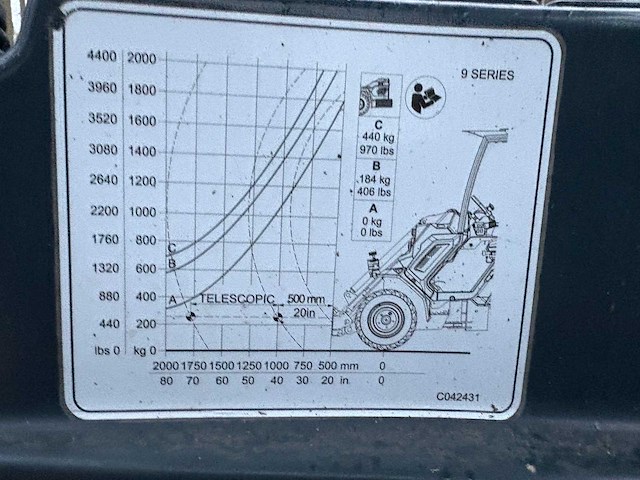 9 SERIES
4400 2000
3960 1800
3520 1600
3080 1400
2640 1200
2200 1000
1760 800
1320 600
880 400
440 200
lbs 0 kg 0
C
440 kg
970 lbs
B
184 kg
406 lbs
A
0 kg
0 lbs
C
B
A
TELESCOPIC 500 mm
20in
2000 1750 1500 1250 1000 750 500 mm 0
80 70 60 50 40 30 20 in. 0
C042431